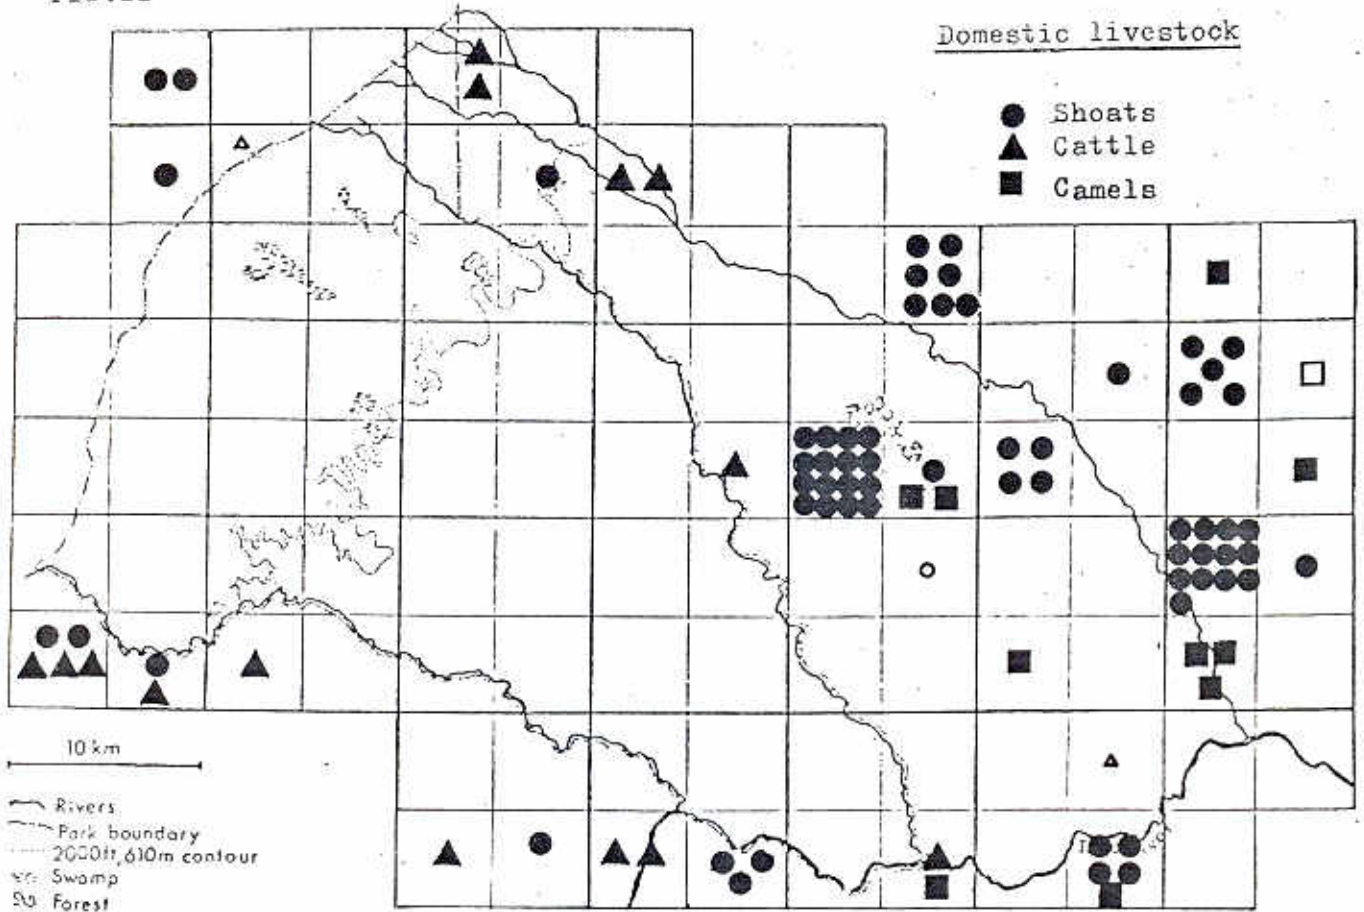 Domestic livestock
Shoats
Cattle
Camels
10 km
Rivers
Park boundary
2000ft,610m contour
Swamp
Forest